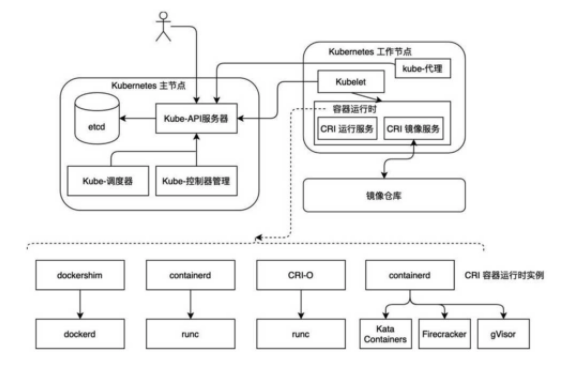 Kubernetes 主节点
etcd
Kube-API服务器
Kube-调度器
Kube-控制器管理
Kubernetes 工作节点
kube-代理
Kubelet
容器运行时
CRI 运行服务
CRI 镜像服务
镜像仓库
dockershim
containerd
CRI-O
containerd
CRI 容器运行时实例
dockerd
runc
runc
Kata
Containers
Firecracker
gVisor